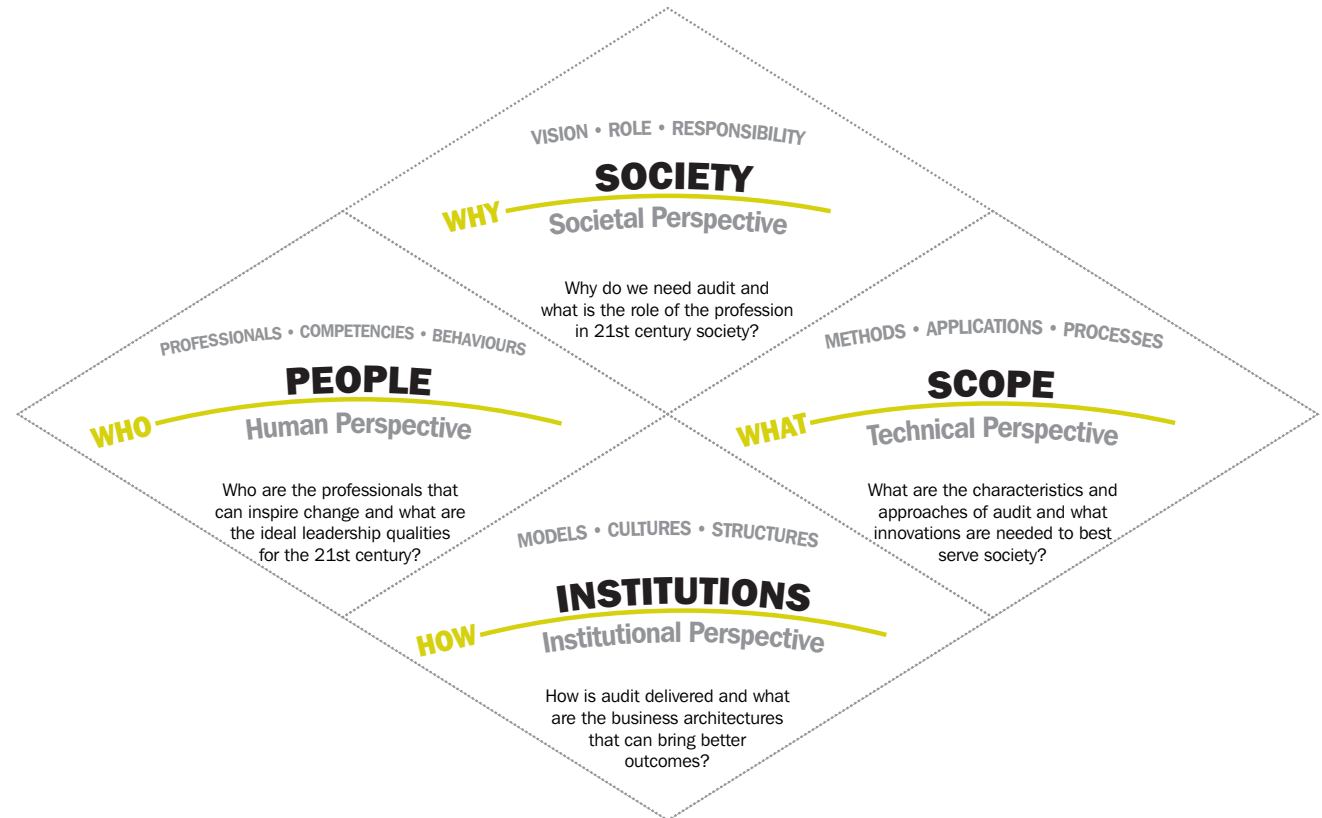 VISION • ROLE • RESPONSIBILITY
SOCIETY
WHY
Societal Perspective
Why do we need audit and
what is the role of the profession
in 21st century society?
PROFESSIONALS • COMPETENCIES • BEHAVIOURS
PEOPLE
WHO
Human Perspective
Who are the professionals that
can inspire change and what are
the ideal leadership qualities
for the 21st century?
METHODS • APPLICATIONS • PROCESSES
SCOPE
WHAT
Technical Perspective
What are the characteristics and
approaches of audit and what
innovations are needed to best
serve society?
MODELS • CULTURES • STRUCTURES
INSTITUTIONS
HOW
Institutional Perspective
How is audit delivered and what
are the business architectures
that can bring better
outcomes?